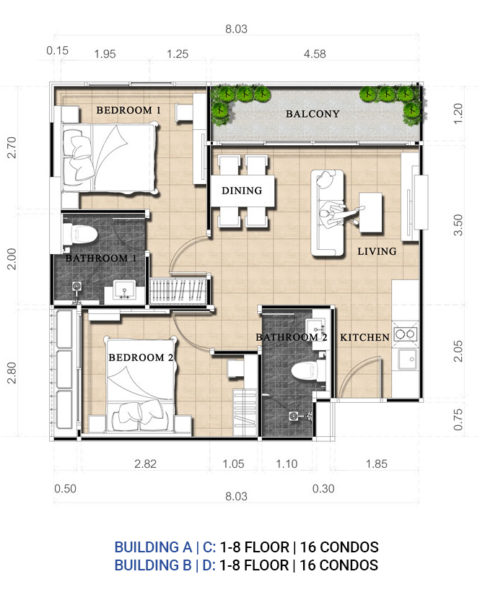 8.03
0.15 1.95 1.25 4.58
BEDROOM 1
BALCONY
1.20
2.70
DINING
3.50
LIVING
2.00
BATHROOM 1
BEDROOM 2
BATHROOM 2
KITCHEN
2.05
2.80
0.75
2.82 1.05 1.10 1.85
0.50 8.03 0.30
BUILDING A | C: 1-8 FLOOR | 16 CONDOS
BUILDING B | D: 1-8 FLOOR | 16 CONDOS